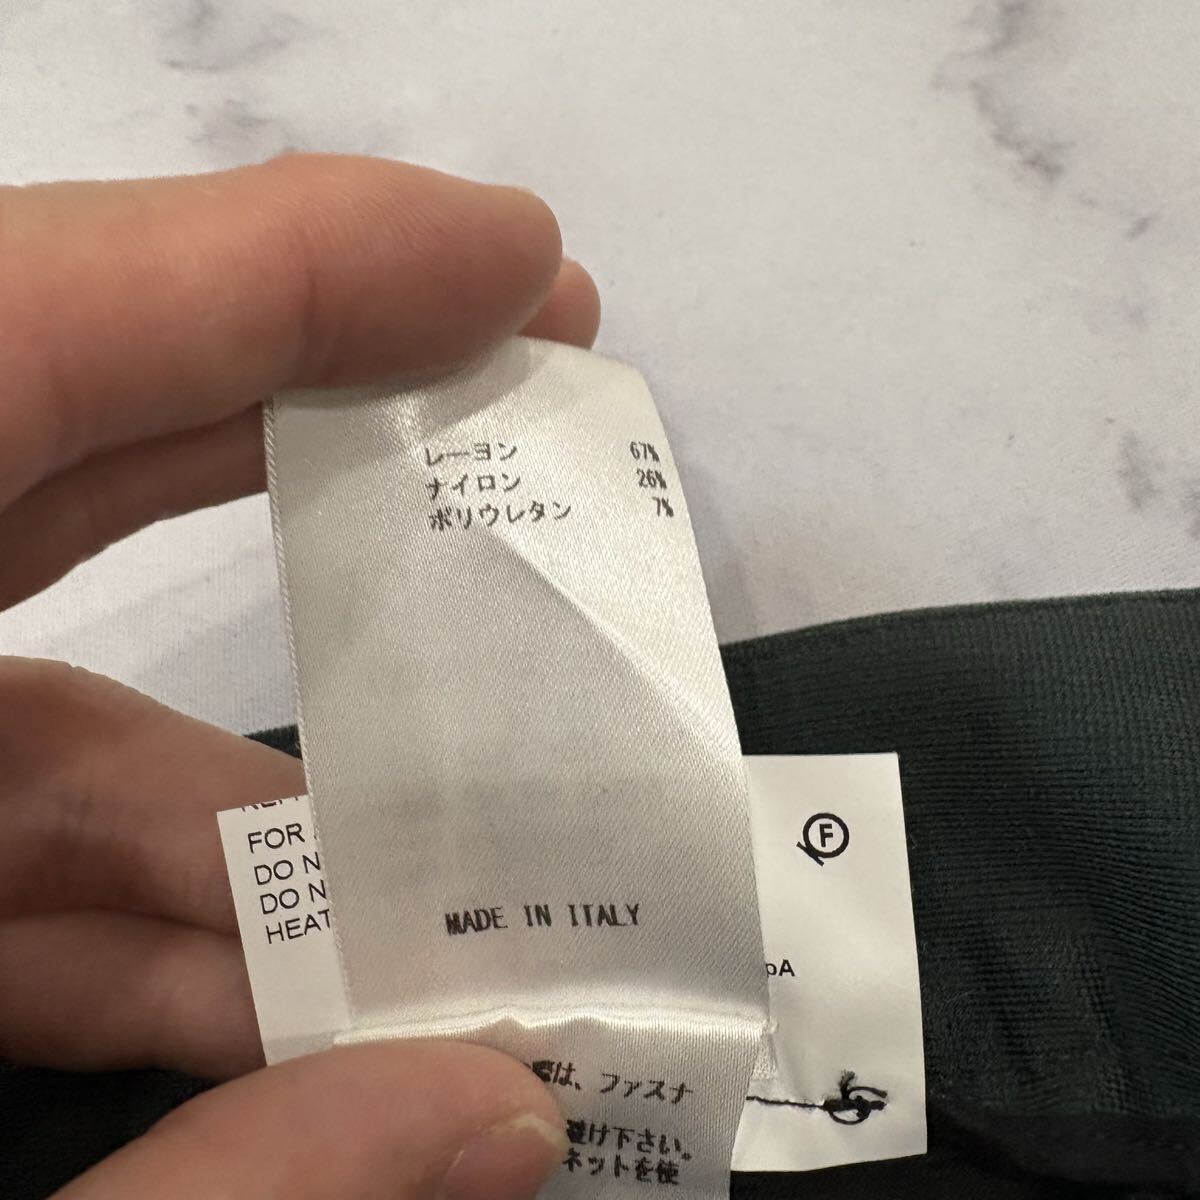 レーヨン 67%
ナイロン 26%
ポリウレタン 7%
MADE IN ITALY
FOR
DO N
DO N
HEAT
F
pA
は、ファスナ
避け下さい。
ネットを使